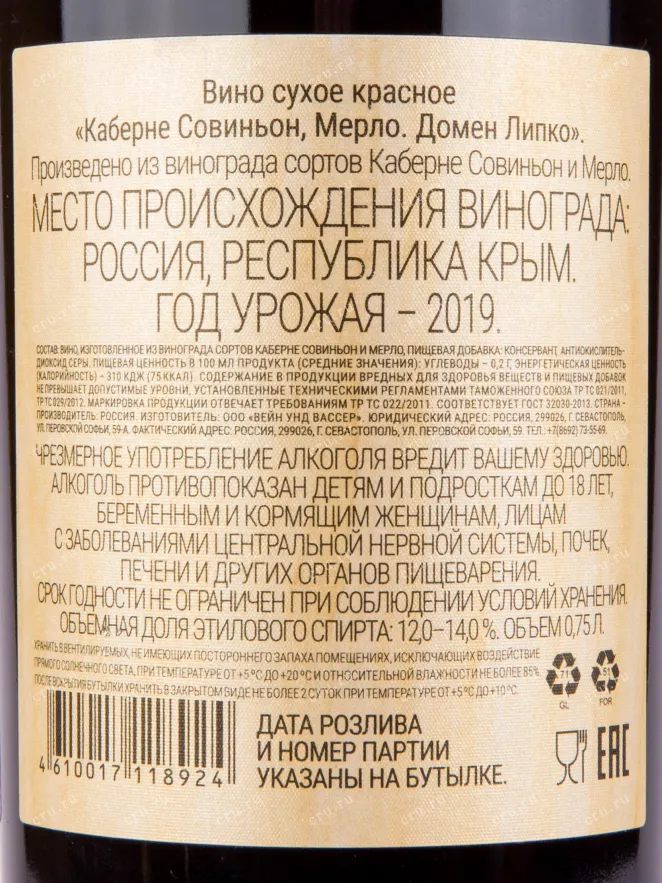 Вино сухое красное
«Каберне Совиньон, Мерло. Домен Липко».
Произведено из винограда сортов Каберне Совиньон и Мерло.
МЕСТО ПРОИСХОЖДЕНИЯ ВИНОГРАДА:
РОССИЯ, РЕСПУБЛИКА КРЫМ.
ГОД УРОЖАЯ – 2019.
СОСТАВ: ВИНО, ИЗГОТОВЛЕННОЕ ИЗ ВИНОГРАДА СОРТОВ КАБЕРНЕ СОВИНЬОН И МЕРЛО, ПИЩЕВАЯ ДОБАВКА: КОНСЕРВАНТ, АНТИОКИСЛИТЕЛЬ-
ДИОКСИД СЕРЫ. ПИЩЕВАЯ ЦЕННОСТЬ В 100 МЛ ПРОДУКТА (СРЕДНИЕ ЗНАЧЕНИЯ): УГЛЕВОДЫ – 0,2 Г, ЭНЕРГЕТИЧЕСКАЯ ЦЕННОСТЬ
(КАЛОРИЙНОСТЬ) – 310 КДЖ (75 ККАЛ). СОДЕРЖАНИЕ В ПРОДУКЦИИ ВРЕДНЫХ ДЛЯ ЗДОРОВЬЯ ВЕЩЕСТВ И ПИЩЕВЫХ ДОБАВОК
НЕ ПРЕВЫШАЕТ ДОПУСТИМЫЕ УРОВНИ, УСТАНОВЛЕННЫЕ ТЕХНИЧЕСКИМИ РЕГЛАМЕНТАМИ ТАМОЖЕННОГО СОЮЗА ТР ТС 021/2011,
ТР ТС 029/2012. МАРКИРОВКА ПРОДУКЦИИ ОТВЕЧАЕТ ТРЕБОВАНИЯМ ТР ТС 022/2011. СООТВЕТСТВУЕТ ГОСТ 32030-2013. СТРАНА -
ПРОИЗВОДИТЕЛЬ: РОССИЯ. ИЗГОТОВИТЕЛЬ: ООО «ВЕЙН УНД ВАССЕР». ЮРИДИЧЕСКИЙ АДРЕС: РОССИЯ, 299026, Г. СЕВАСТОПОЛЬ,
УЛ. ПЕРОВСКОЙ СОФЬИ, 59-А. ФАКТИЧЕСКИЙ АДРЕС: РОССИЯ, 299026, Г. СЕВАСТОПОЛЬ, УЛ. ПЕРОВСКОЙ СОФЬИ, 59 ТЕЛ. +7(8692) 73-55-69.
ЧРЕЗМЕРНОЕ УПОТРЕБЛЕНИЕ АЛКОГОЛЯ ВРЕДИТ ВАШЕМУ ЗДОРОВЬЮ.
АЛКОГОЛЬ ПРОТИВОПОКАЗАН ДЕТЯМ И ПОДРОСТКАМ ДО 18 ЛЕТ,
БЕРЕМЕННЫМ И КОРМЯЩИМ ЖЕНЩИНАМ, ЛИЦАМ
С ЗАБОЛЕВАНИЯМИ ЦЕНТРАЛЬНОЙ НЕРВНОЙ СИСТЕМЫ, ПОЧЕК,
ПЕЧЕНИ И ДРУГИХ ОРГАНОВ ПИЩЕВАРЕНИЯ.
СРОК ГОДНОСТИ НЕ ОГРАНИЧЕН ПРИ СОБЛЮДЕНИИ УСЛОВИЙ ХРАНЕНИЯ.
ОБЪЕМНАЯ ДОЛЯ ЭТИЛОВОГО СПИРТА: 12,0–14,0 %. ОБЪЕМ 0,75 Л.
ХРАНИТЬ В ВЕНТИЛИРУЕМЫХ, НЕ ИМЕЮЩИХ ПОСТОРОННЕГО ЗАПАХА ПОМЕЩЕНИЯХ, ИСКЛЮЧАЮЩИХ ВОЗДЕЙСТВИЕ
ПРЯМОГО СОЛНЕЧНОГО СВЕТА, ПРИ ТЕМПЕРАТУРЕ ОТ +5°C ДО +20°C И ОТНОСИТЕЛЬНОЙ ВЛАЖНОСТИ НЕ БОЛЕЕ 85%.
ПОСЛЕ ВСКРЫТИЯ БУТЫЛКИ ХРАНИТЬ В ЗАКРЫТОМ ВИДЕ НЕ БОЛЕЕ 2 СУТОК ПРИ ТЕМПЕРАТУРЕ ОТ +5°C ДО +10°C.
71
GL
51
FOR
ДАТА РОЗЛИВА
И НОМЕР ПАРТИИ
УКАЗАНЫ НА БУТЫЛКЕ.
4 610017 118924
EAC
cru.ru